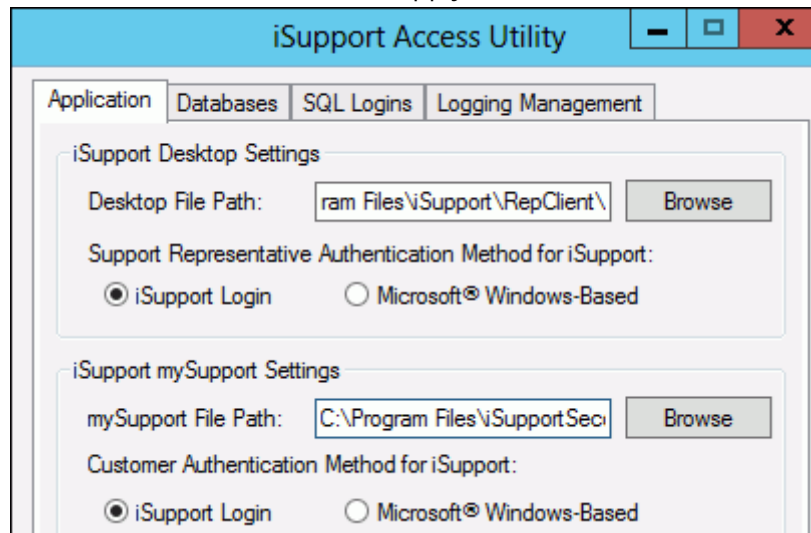 iSupport Access Utility
Application Databases SQL Logins Logging Management
iSupport Desktop Settings
Desktop File Path: ram Files\iSupport\RepClient\ Browse
Support Representative Authentication Method for iSupport:
iSupport Login Microsoft® Windows-Based
iSupport mySupport Settings
mySupport File Path: C:\Program Files\iSupportSec Browse
Customer Authentication Method for iSupport:
iSupport Login Microsoft® Windows-Based